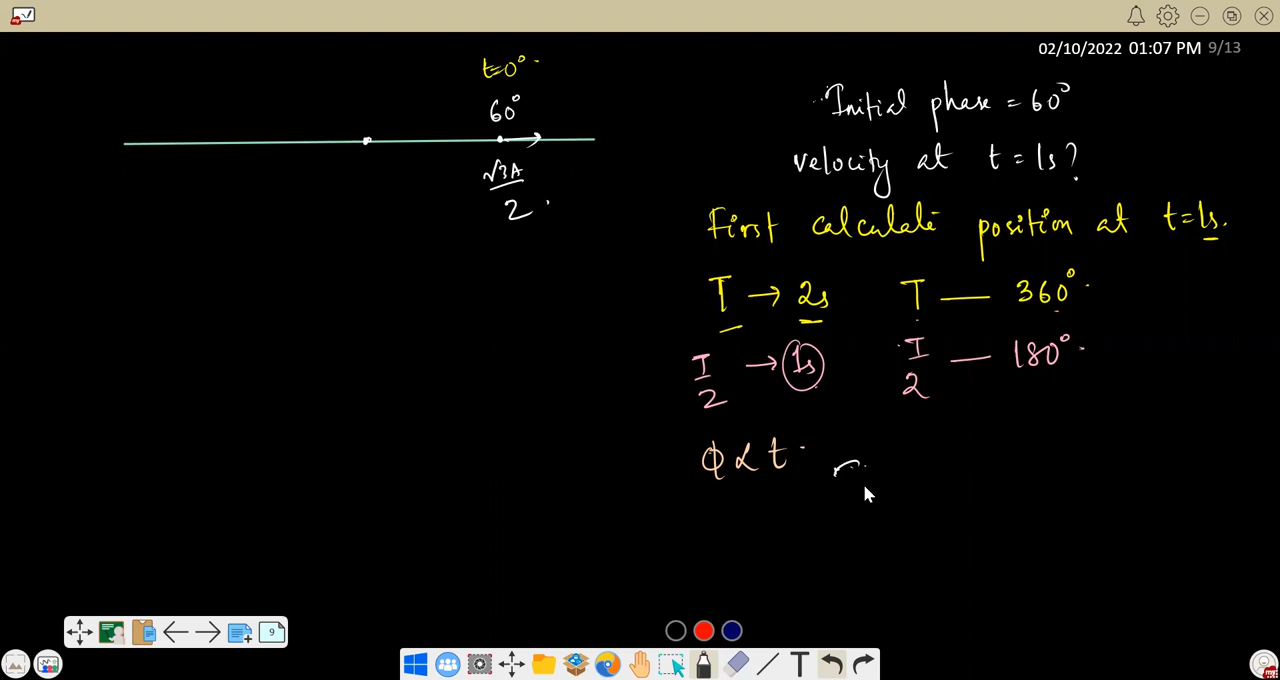 02/10/2022 01:07 PM 9/13
t=0°
60°
√3A
2
Initial phase = 60°
velocity at t = 1s?
First calculate position at t=1s.
T → 2s T — 360°
T/2 → 1s T/2 — 180°
ϕ ∝ t
9